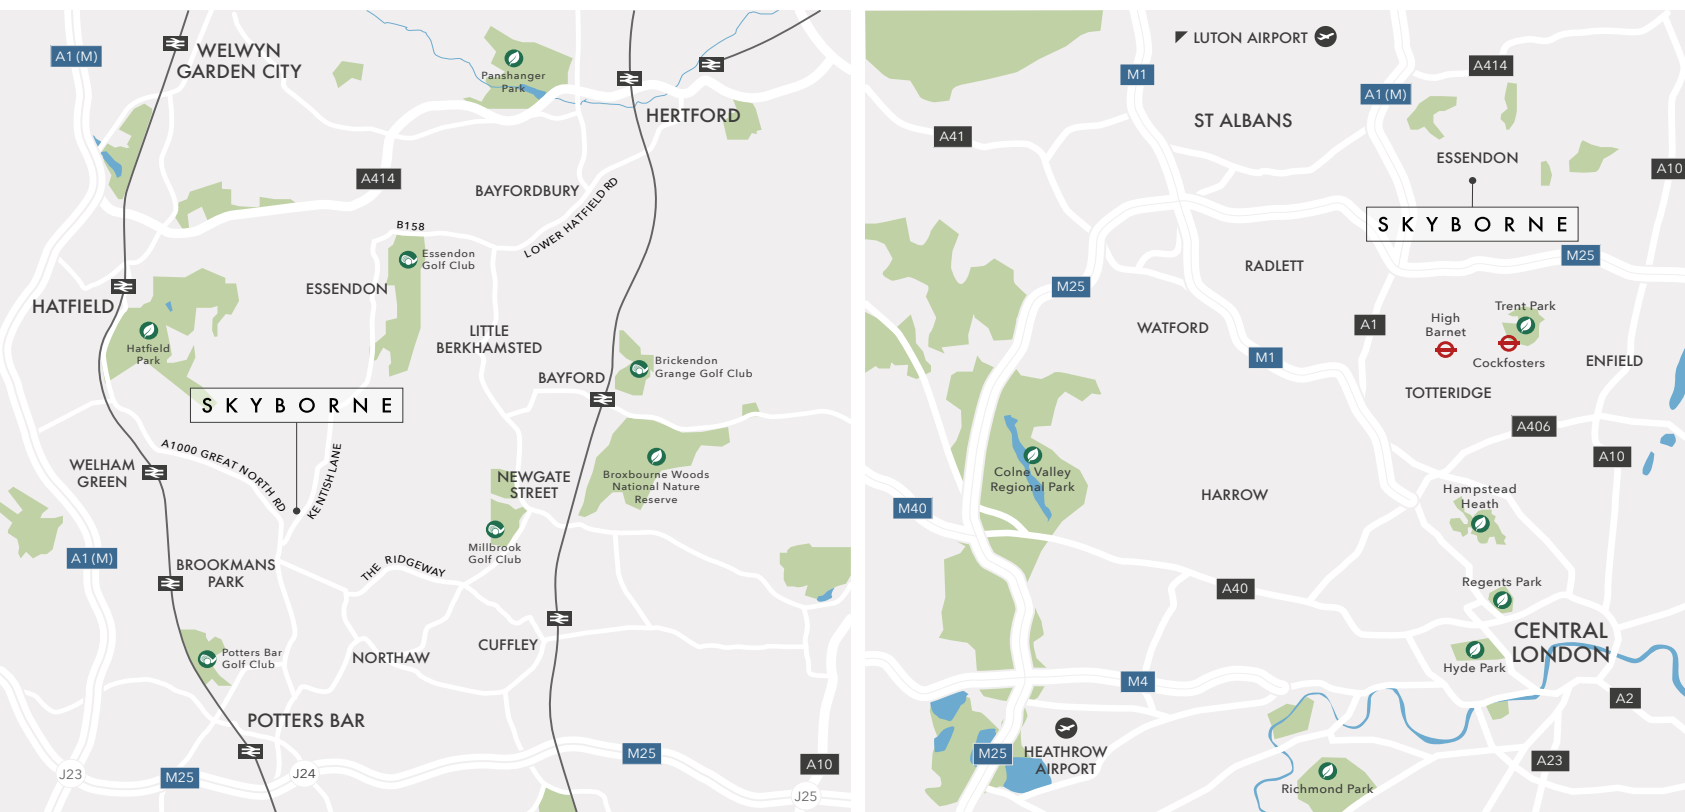 A1 (M)
WELWYN
GARDEN CITY
Panshanger
Park
HERTFORD
A414
BAYFORDBURY
LOWER HATFIELD RD
B158
Essendon
Golf Club
ESSENDON
HATFIELD
Hatfield
Park
LITTLE
BERKHAMSTED
BAYFORD
Brickendon
Grange Golf Club
SKYBORNE
A1000 GREAT NORTH RD
KENTISH LANE
WELHAM
GREEN
NEWGATE
STREET
Broxbourne Woods
National Nature
Reserve
Millbrook
Golf Club
A1 (M)
BROOKMANS
PARK
THE RIDGEWAY
CUFFLEY
NORTHAW
Potters Bar
Golf Club
POTTERS BAR
M25
A10
J23
M25
J24
J25
LUTON AIRPORT
M1
A414
A1 (M)
ST ALBANS
A41
ESSENDON
A10
SKYBORNE
M25
RADLETT
M25
WATFORD
A1
High
Barnet
Trent Park
Cockfosters
ENFIELD
M1
TOTTERIDGE
A406
A10
Colne Valley
Regional Park
HARROW
Hampstead
Heath
M40
A40
Regents Park
CENTRAL
LONDON
Hyde Park
M4
A2
M25
HEATHROW
AIRPORT
A23
Richmond Park